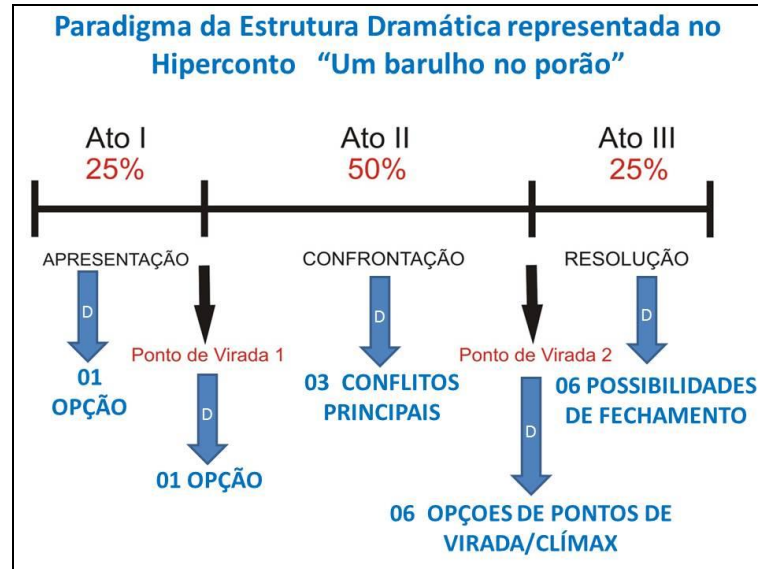 Paradigma da Estrutura Dramática representada no
Hiperconto “Um barulho no porão”
Ato I
25%
Ato II
50%
Ato III
25%
APRESENTAÇÃO
CONFRONTAÇÃO
RESOLUÇÃO
D
D
D
Ponto de Virada 1
Ponto de Virada 2
01
OPÇÃO
03 CONFLITOS
PRINCIPAIS
06 POSSIBILIDADES
DE FECHAMENTO
D
D
01 OPÇÃO
06 OPÇOES DE PONTOS DE
VIRADA/CLÍMAX